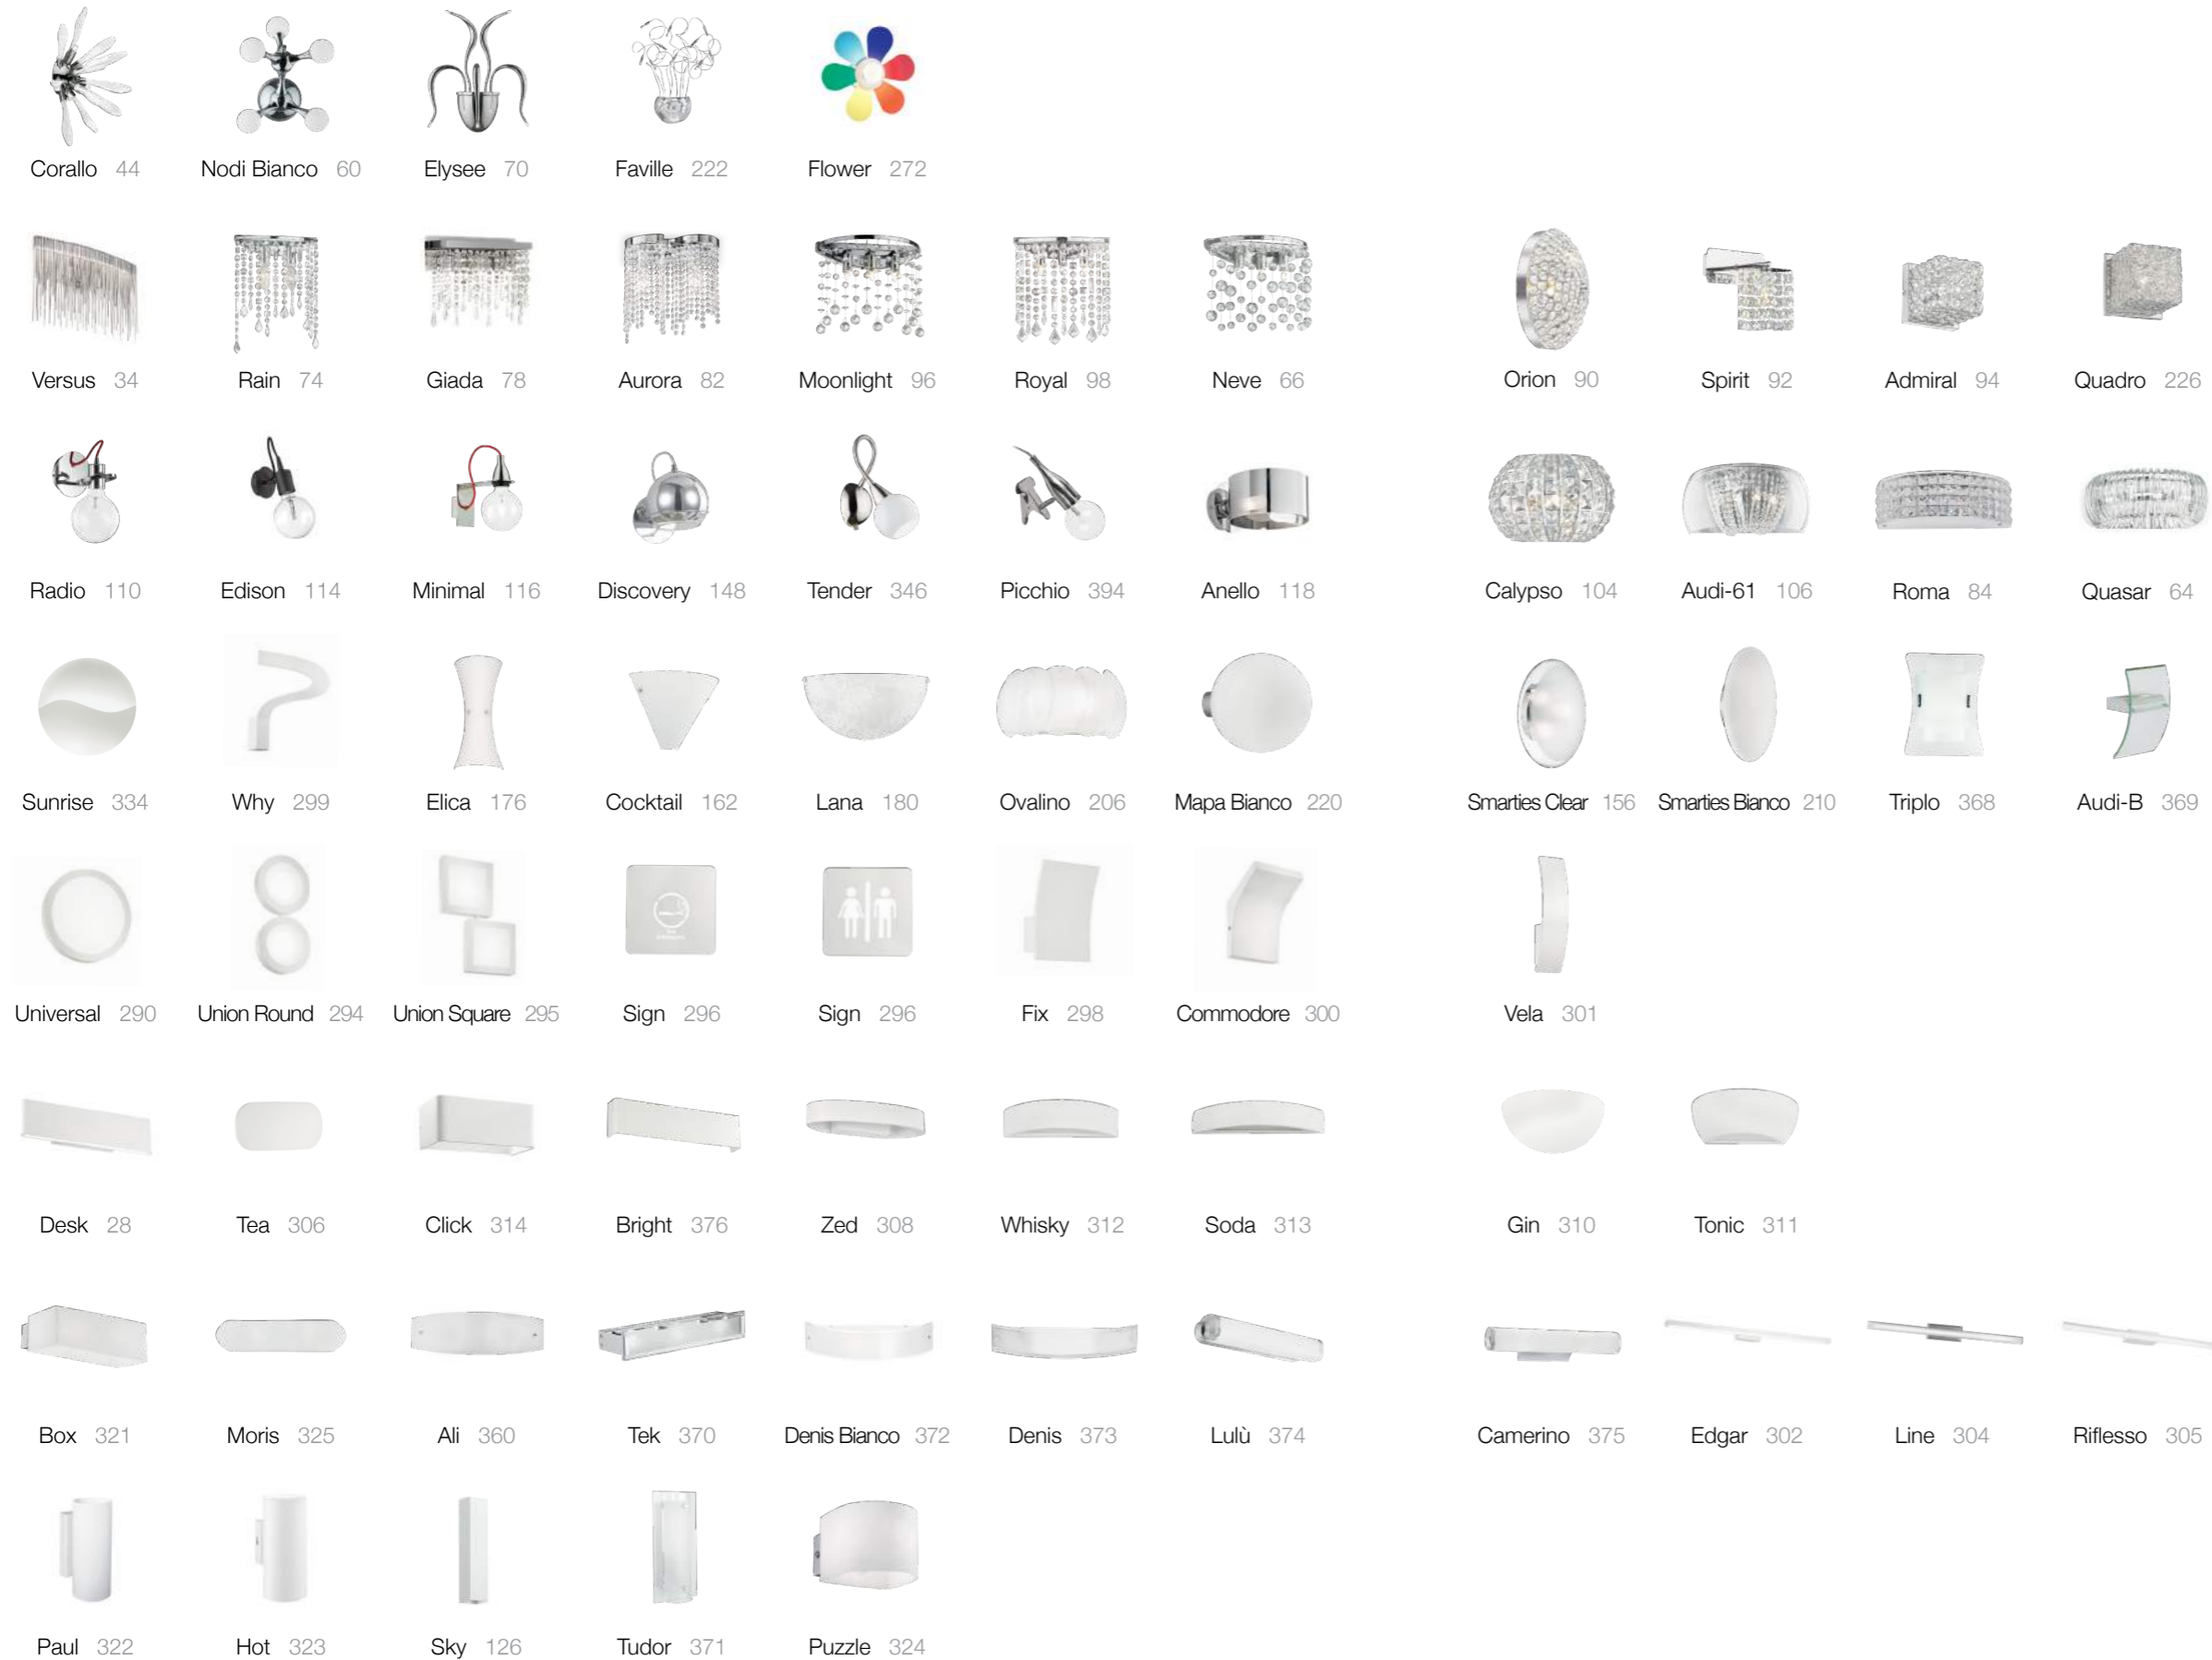 Corallo 44 Nodi Bianco 60 Elysee 70 Faville 222 Flower 272
Versus 34 Rain 74 Giada 78 Aurora 82 Moonlight 96 Royal 98 Neve 66 Orion 90 Spirit 92 Admiral 94 Quadro 226
Radio 110 Edison 114 Minimal 116 Discovery 148 Tender 346 Picchio 394 Anello 118 Calypso 104 Audi-61 106 Roma 84 Quasar 64
Sunrise 334 Why 299 Elica 176 Cocktail 162 Lana 180 Ovalino 206 Mapa Bianco 220 Smarties Clear 156 Smarties Bianco 210 Triplo 368 Audi-B 369
Universal 290 Union Round 294 Union Square 295 Sign 296 Sign 296 Fix 298 Commodore 300 Vela 301
Desk 28 Tea 306 Click 314 Bright 376 Zed 308 Whisky 312 Soda 313 Gin 310 Tonic 311
Box 321 Moris 325 Ali 360 Tek 370 Denis Bianco 372 Denis 373 Lulù 374 Camerino 375 Edgar 302 Line 304 Riflesso 305
Paul 322 Hot 323 Sky 126 Tudor 371 Puzzle 324